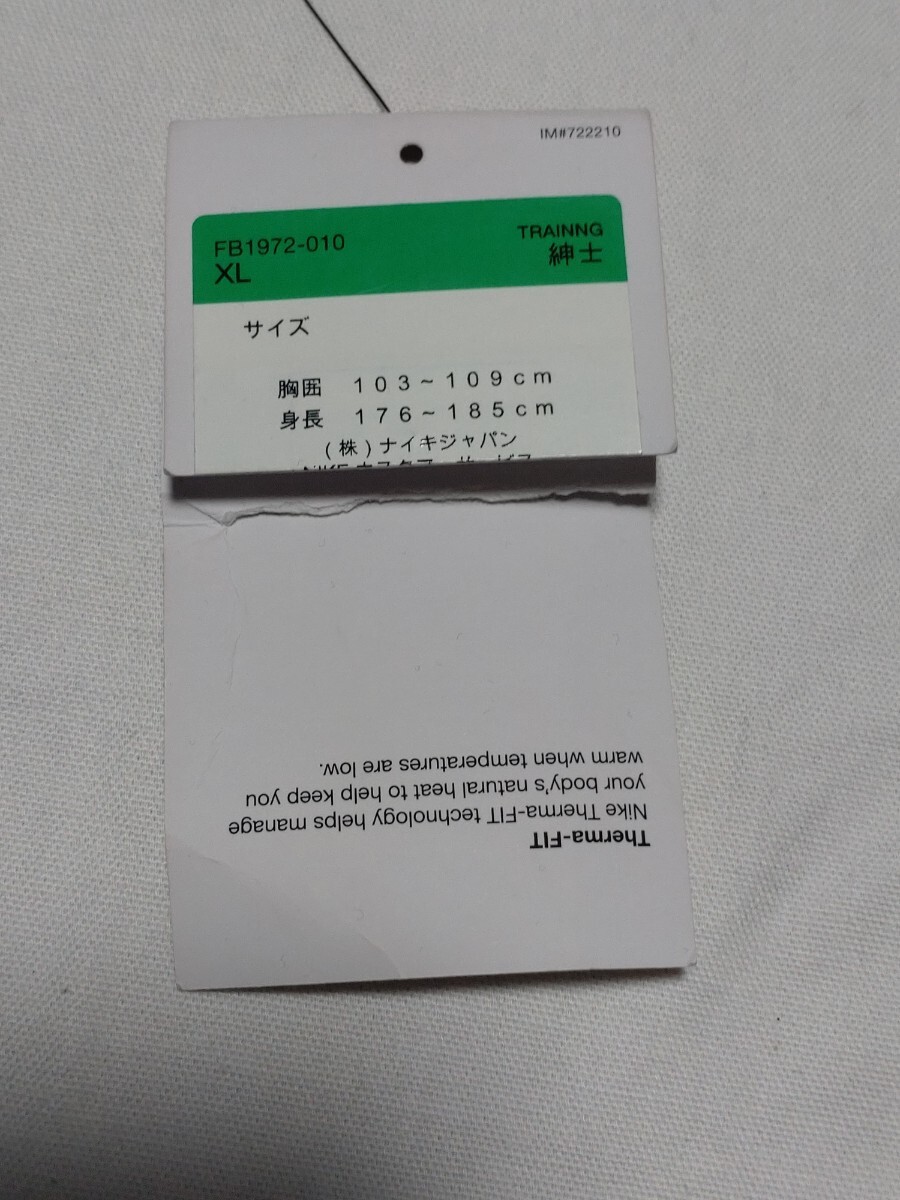 IM#722210
FB1972-010
TRAINNG
XL
紳士
サイズ
胸囲 103~109cm
身長 176~185cm
(株)ナイキジャパン
Therma-FIT
Nike Therma-FIT technology helps manage
your body's natural heat to help keep you
warm when temperatures are low.